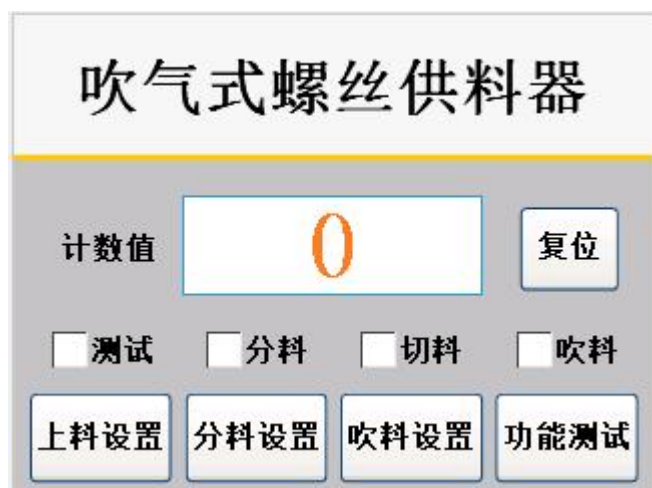 吹气式螺丝供料器
计数值 0 复位
测试 分料 切料 吹料
上料设置 分料设置 吹料设置 功能测试